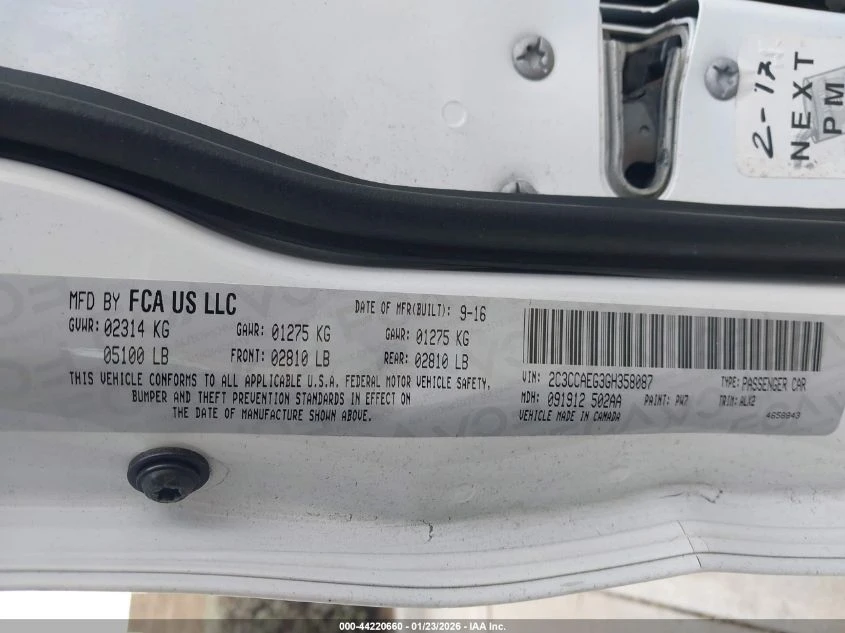 2-17
NEXT
PM
MFD BY FCA US LLC DATE OF MFR(BUILT): 9-16
GVWR: 02314 KG GAWR: 01275 KG GAWR: 01275 KG
05100 LB FRONT: 02810 LB REAR: 02810 LB
THIS VEHICLE CONFORMS TO ALL APPLICABLE U.S.A. FEDERAL MOTOR VEHICLE SAFETY,
BUMPER AND THEFT PREVENTION STANDARDS IN EFFECT ON
THE DATE OF MANUFACTURE SHOWN ABOVE.
VIN: 2C3CCAEG3GH358087 TYPE: PASSENGER CAR
MDH: 091912 502AA PAINT: PW7 TRIM: ALX2
VEHICLE MADE IN CANADA 4658843
000-44220660 - 01/23/2026 - IAA Inc.